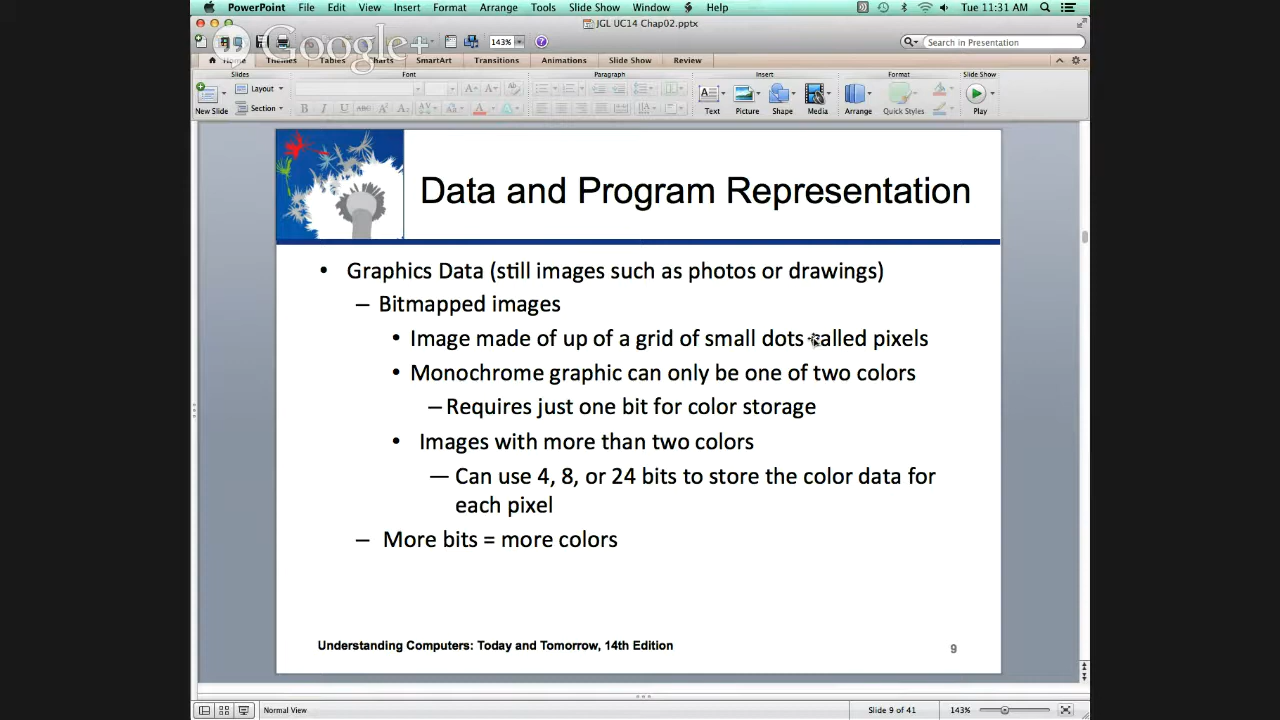 PowerPoint File Edit View Insert Format Arrange Tools Slide Show Window Help Tue 11:31 AM
JGL UC14 Chap02.pptx
Google+
143%
Search in Presentation
Home Themes Tables Charts SmartArt Transitions Animations Slide Show Review
Slides Font Paragraph Insert Format Slide Show
Layout
Section
New Slide Text Picture Shape Media Arrange Quick Styles Play
Data and Program Representation
• Graphics Data (still images such as photos or drawings)
– Bitmapped images
• Image made of up of a grid of small dots called pixels
• Monochrome graphic can only be one of two colors
– Requires just one bit for color storage
• Images with more than two colors
— Can use 4, 8, or 24 bits to store the color data for
each pixel
– More bits = more colors
Understanding Computers: Today and Tomorrow, 14th Edition
9
Normal View Slide 9 of 41 143%